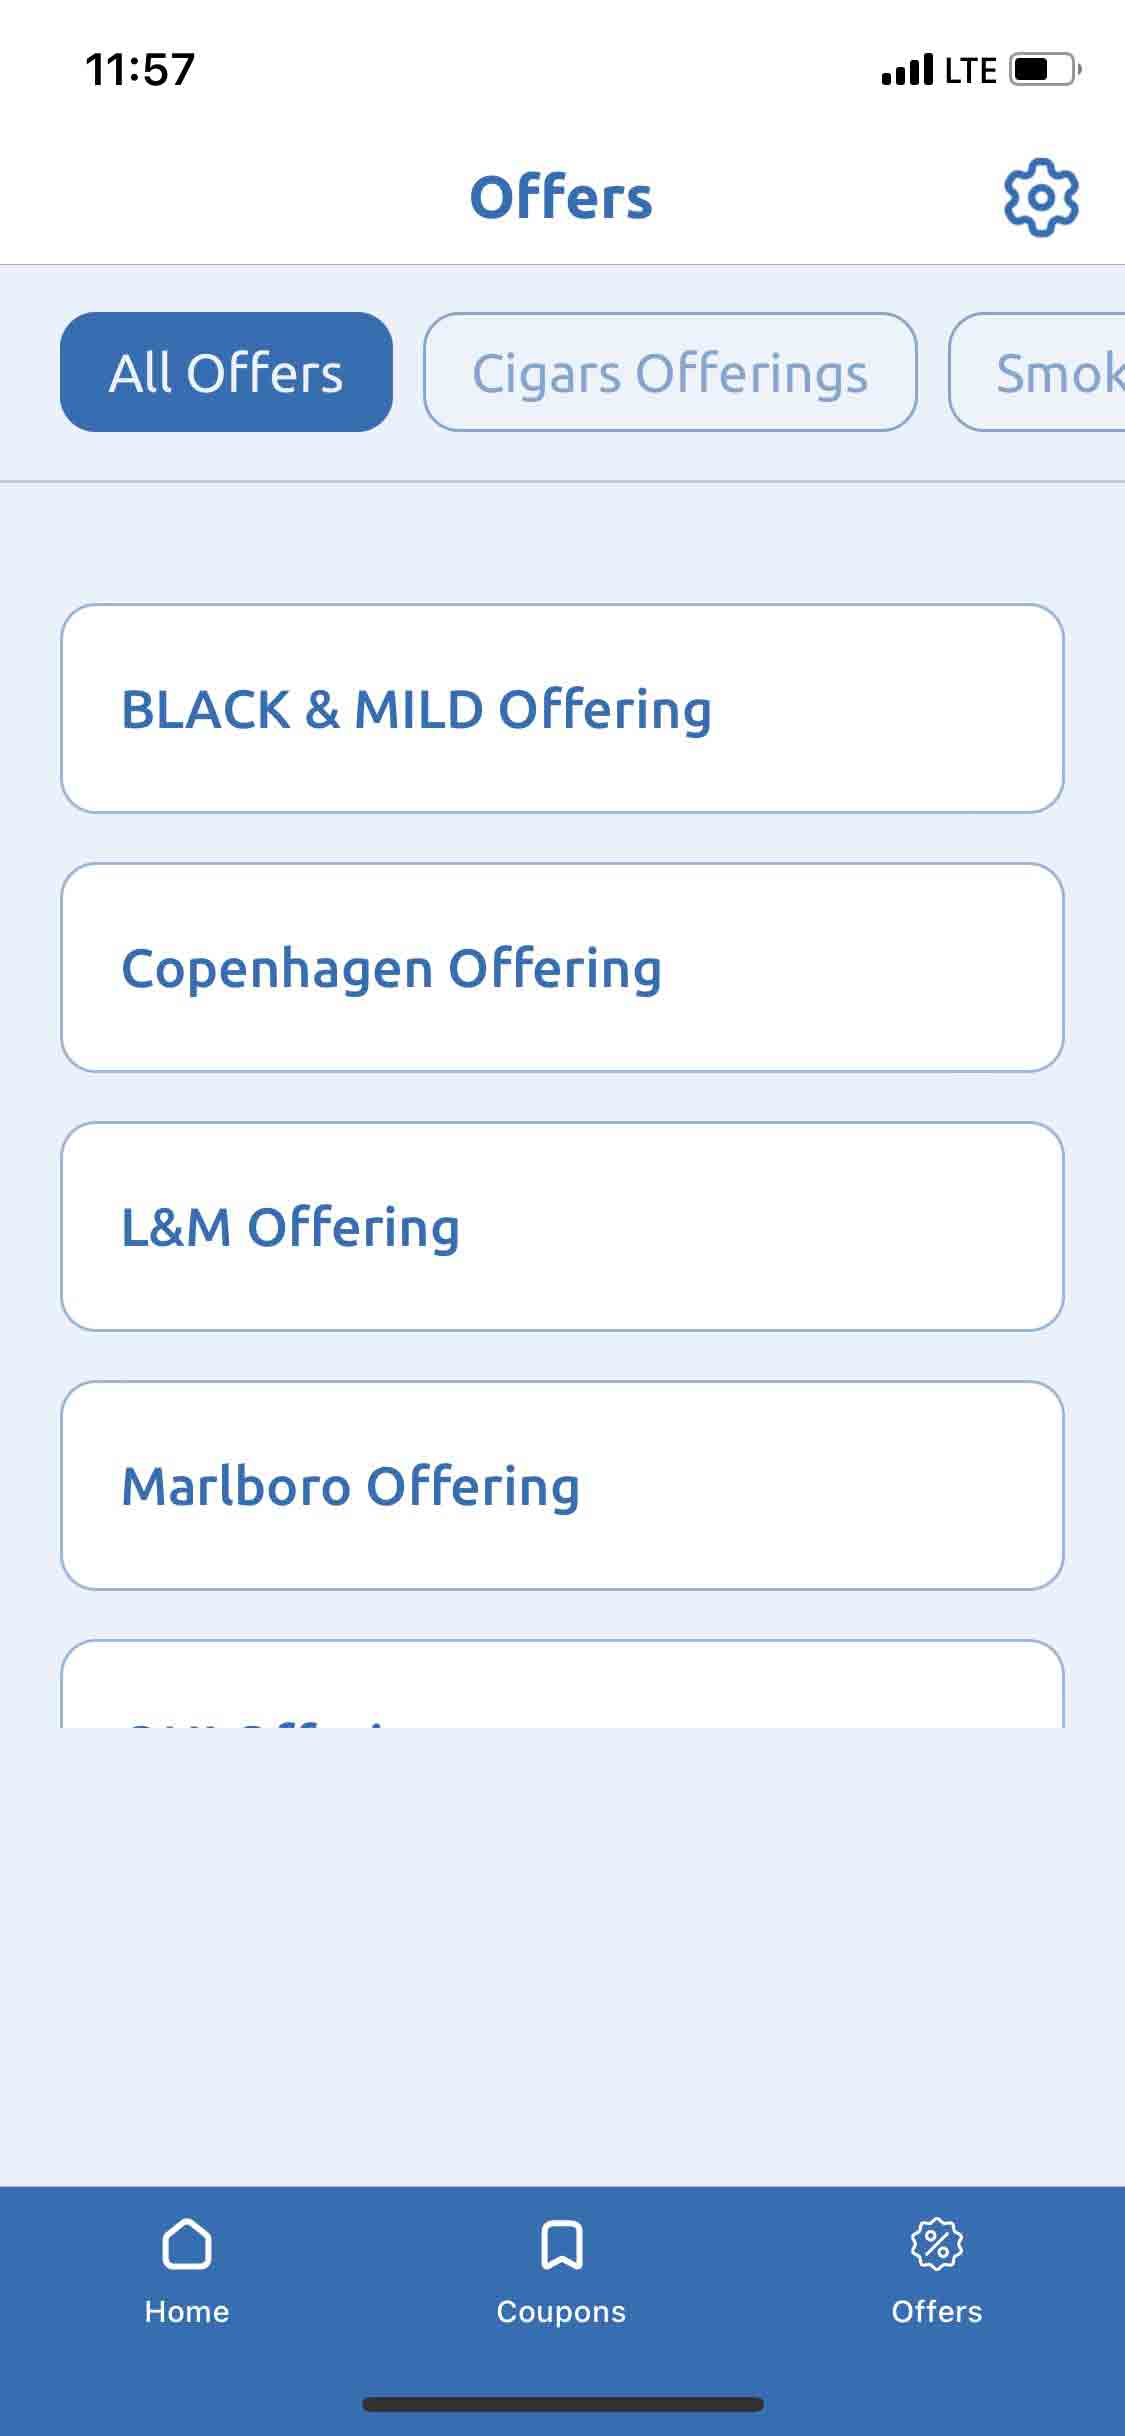 11:57
LTE
Offers
All Offers
Cigars Offerings
Smok
BLACK & MILD Offering
Copenhagen Offering
L&M Offering
Marlboro Offering
Home
Coupons
Offers